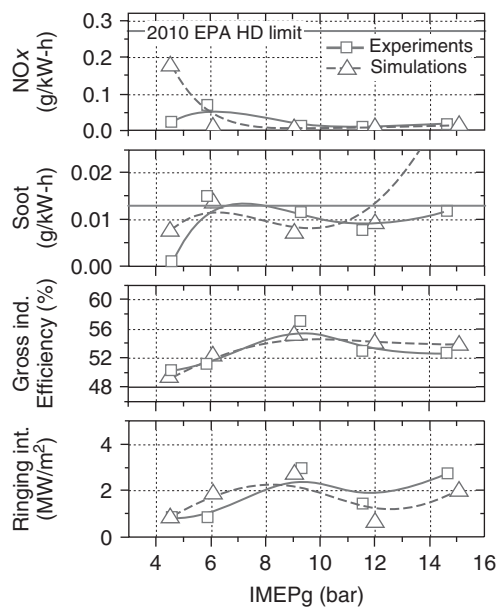 NOx
(g/kW-h)
0.3
0.2
0.1
0.0
2010 EPA HD limit
Experiments
Simulations
Soot
(g/kW-h)
0.02
0.01
0.00
Gross ind.
Efficiency (%)
60
56
52
48
Ringing int.
(MW/m²)
4
2
0
4 6 8 10 12 14 16
IMEPg (bar)